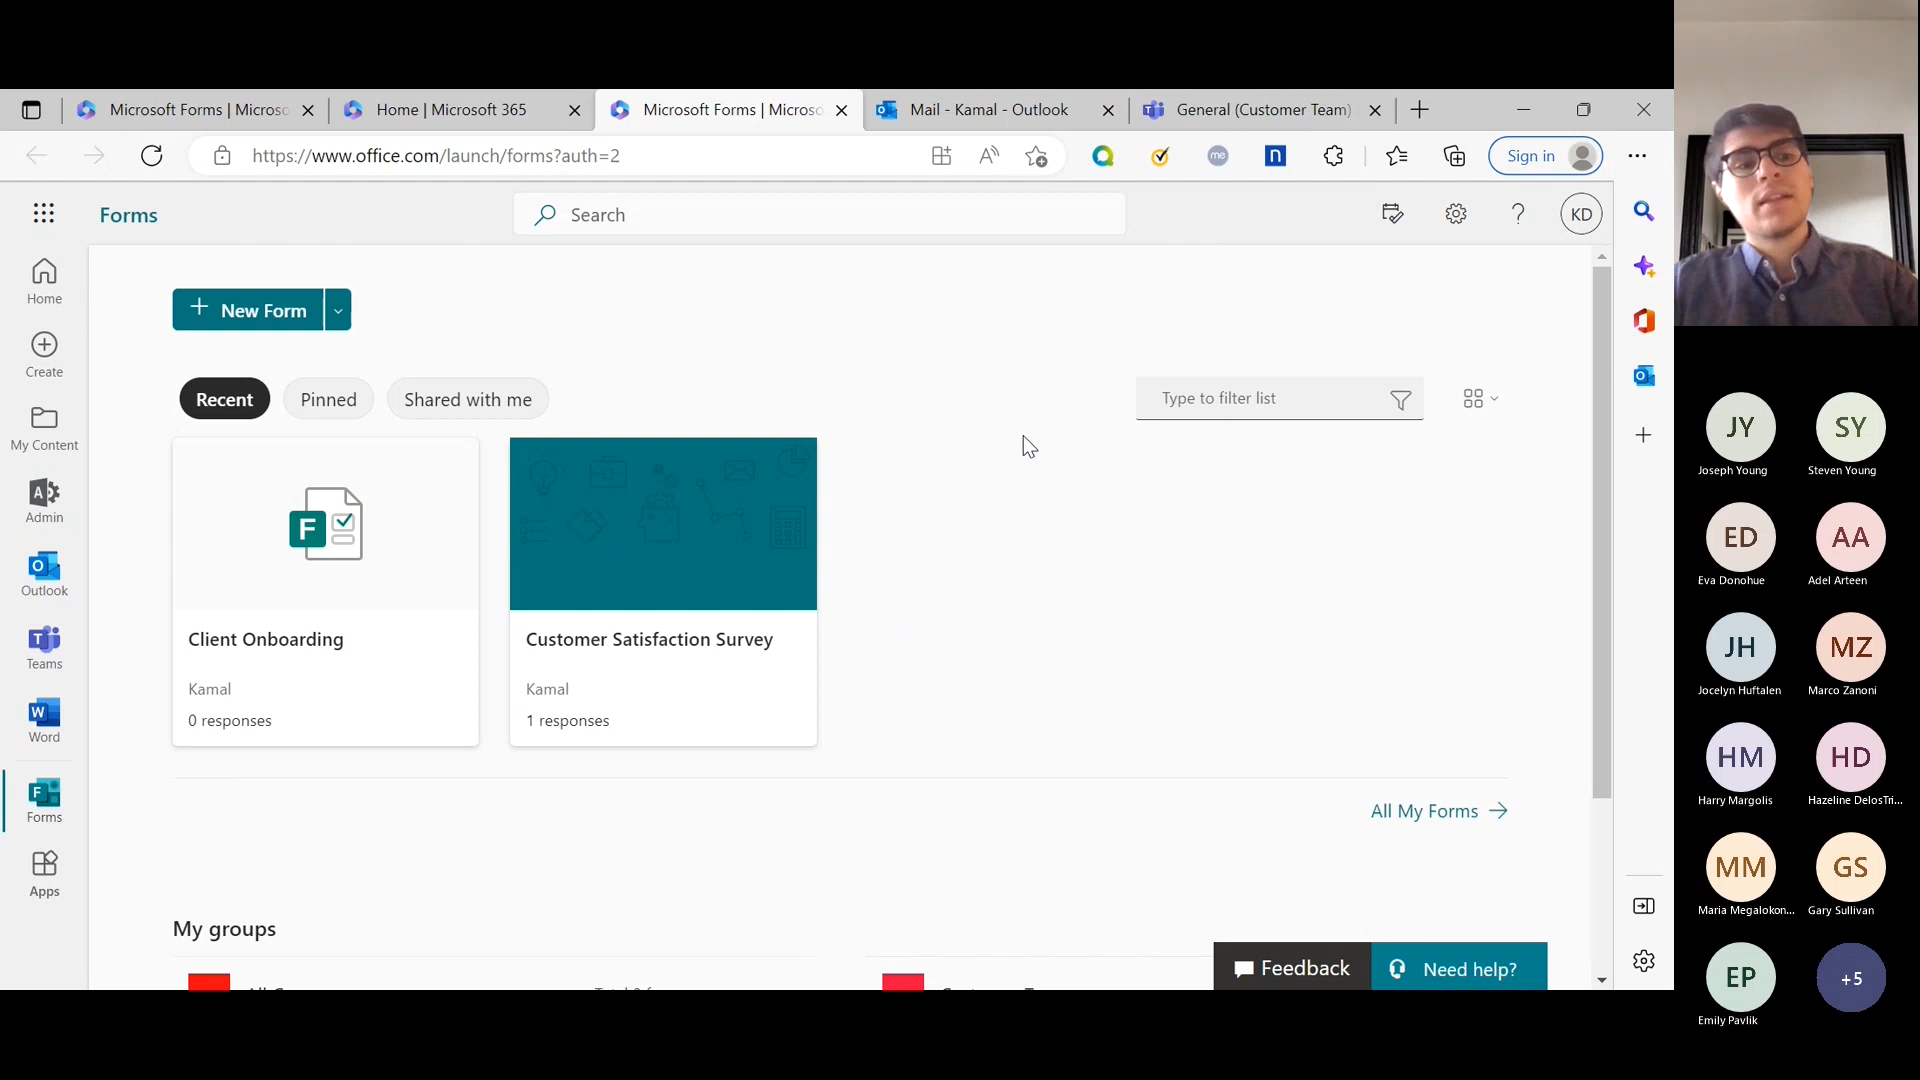 Microsoft Forms | Microso
Home | Microsoft 365
Microsoft Forms | Microso
Mail - Kamal - Outlook
General (Customer Team)
https://www.office.com/launch/forms?auth=2
me
n
Sign in
Forms
Search
KD
Home
Create
My Content
Admin
Outlook
Teams
Word
Forms
Apps
New Form
Recent
Pinned
Shared with me
Type to filter list
F
Client Onboarding
Kamal
0 responses
Customer Satisfaction Survey
Kamal
1 responses
All My Forms
My groups
Feedback
Need help?
JY
Joseph Young
SY
Steven Young
ED
Eva Donohue
AA
Adel Arteen
JH
Jocelyn Huftalen
MZ
Marco Zanoni
HM
Harry Margolis
HD
Hazeline DelosTri...
MM
Maria Megalokon...
GS
Gary Sullivan
EP
Emily Pavlik
+5